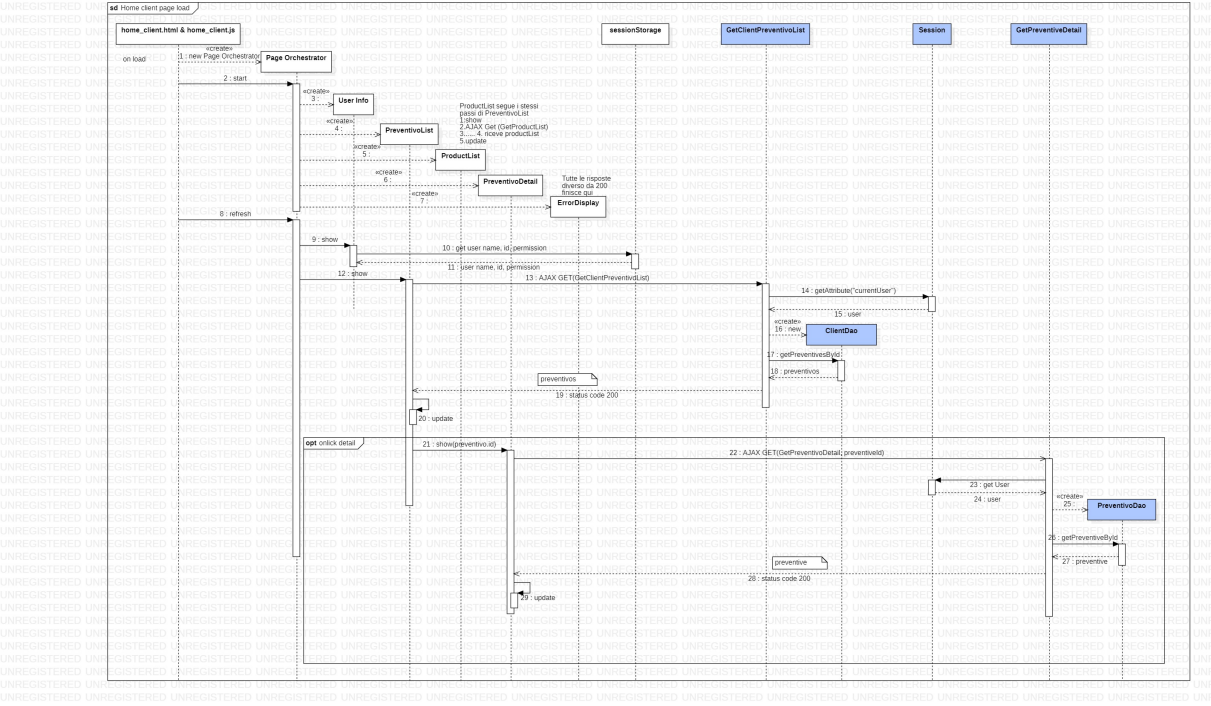 sd Home client page load
home_client.html & home_client.js
sessionStorage
GetClientPreventivoList
Session
GetPreventiveDetail
on load
«create»
1 : new Page Orchestrator
Page Orchestrator
2 : start
«create»
3 :
User Info
ProductList segue i stessi
passi di PreventivoList
1.show
2.AJAX Get (GetProductList)
3...... 4. riceve productList
5.update
«create»
4 :
PreventivoList
«create»
5 :
ProductList
«create»
6 :
PreventivoDetail
Tutte le risposte
diverso da 200
finisce qui
«create»
7 :
ErrorDisplay
8 : refresh
9 : show
10 : get user name, id, permission
11 : user name, id, permission
12 : show
13 : AJAX GET(GetClientPreventivoList)
14 : getAttribute("currentUser")
15 : user
«create»
16 : new
ClientDao
17 : getPreventivesById
18 : preventivos
preventivos
19 : status code 200
20 : update
opt onlick detail
21 : show(preventivo.id)
22 : AJAX GET(GetPreventivoDetail, preventiveId)
23 : get User
24 : user
«create»
25 :
PreventivoDao
26 : getPreventiveById
27 : preventive
preventive
28 : status code 200
29 : update
UNREGISTERED